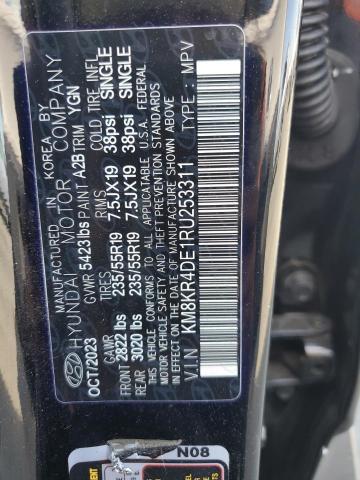 HYUNDAI MOTOR COMPANY
OCT/2023 GVWR 5423lbs PAINT A2B TRIM YGN
GAWR TIRES RIMS COLD TIRE INFL
FRONT 2822 lbs 235/55R19 7.5JX19 38psi SINGLE
REAR 3020 lbs 235/55R19 7.5JX19 38psi SINGLE
THIS VEHICLE CONFORMS TO ALL APPLICABLE U.S.A. FEDERAL
MOTOR VEHICLE SAFETY AND THEFT PREVENTION STANDARDS
IN EFFECT ON THE DATE OF MANUFACTURE SHOWN ABOVE.
V.I.N : KM8KR4DE1RU253311 TYPE : MPV
MADE IN KOREA BY
N08